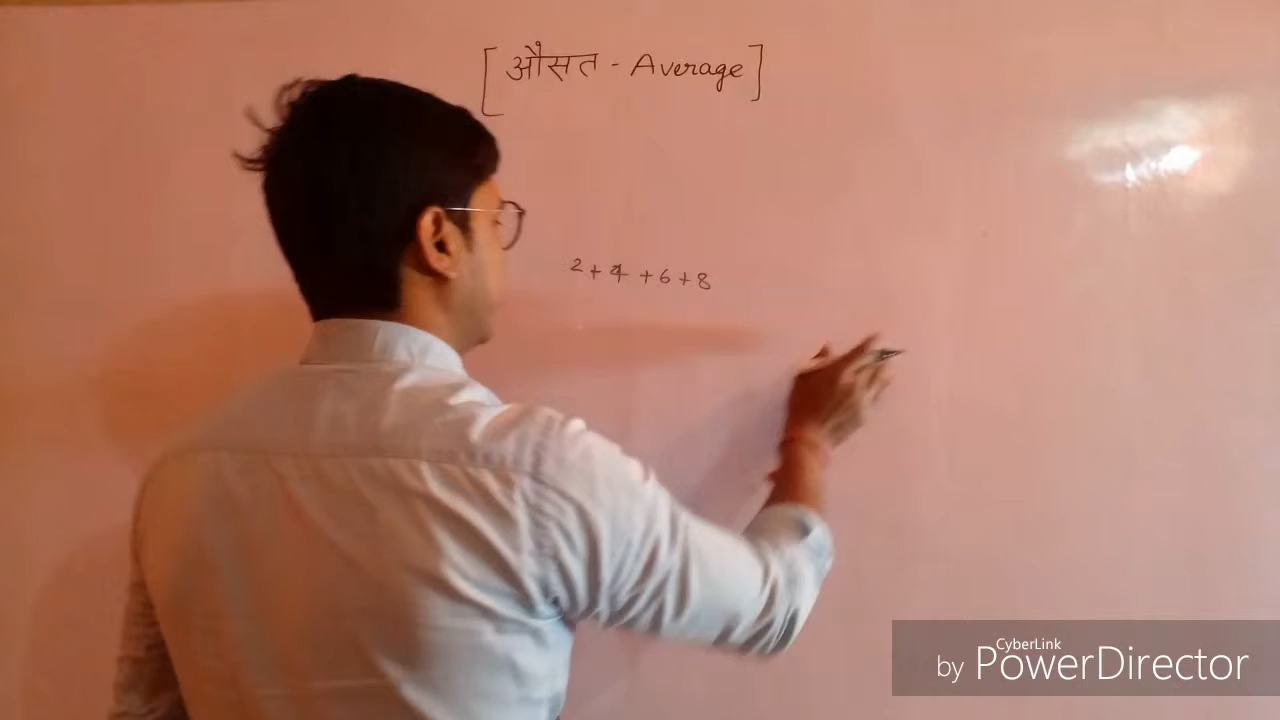 [औसत - Average]
2 + 4 + 6 + 8
CyberLink
by PowerDirector